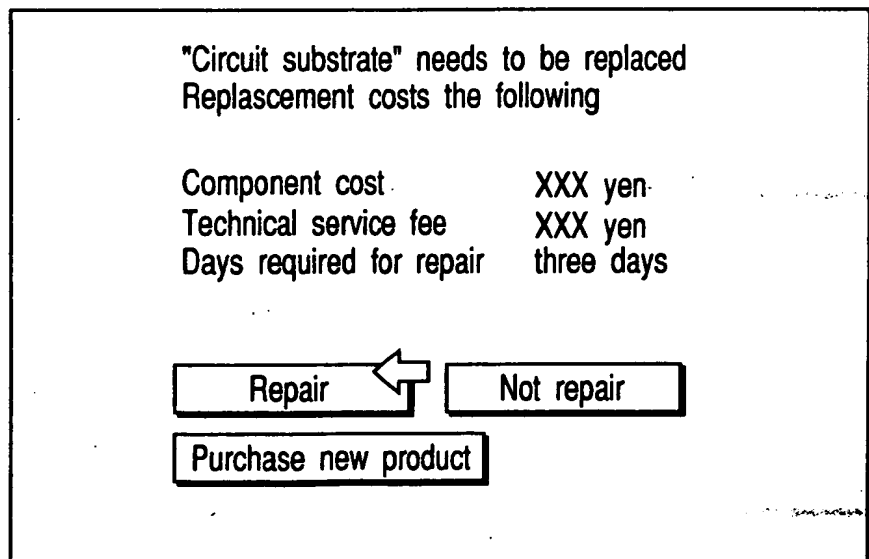 "Circuit substrate" needs to be replaced
Replascement costs the following
Component cost XXX yen
Technical service fee XXX yen
Days required for repair three days
Repair Not repair
Purchase new product